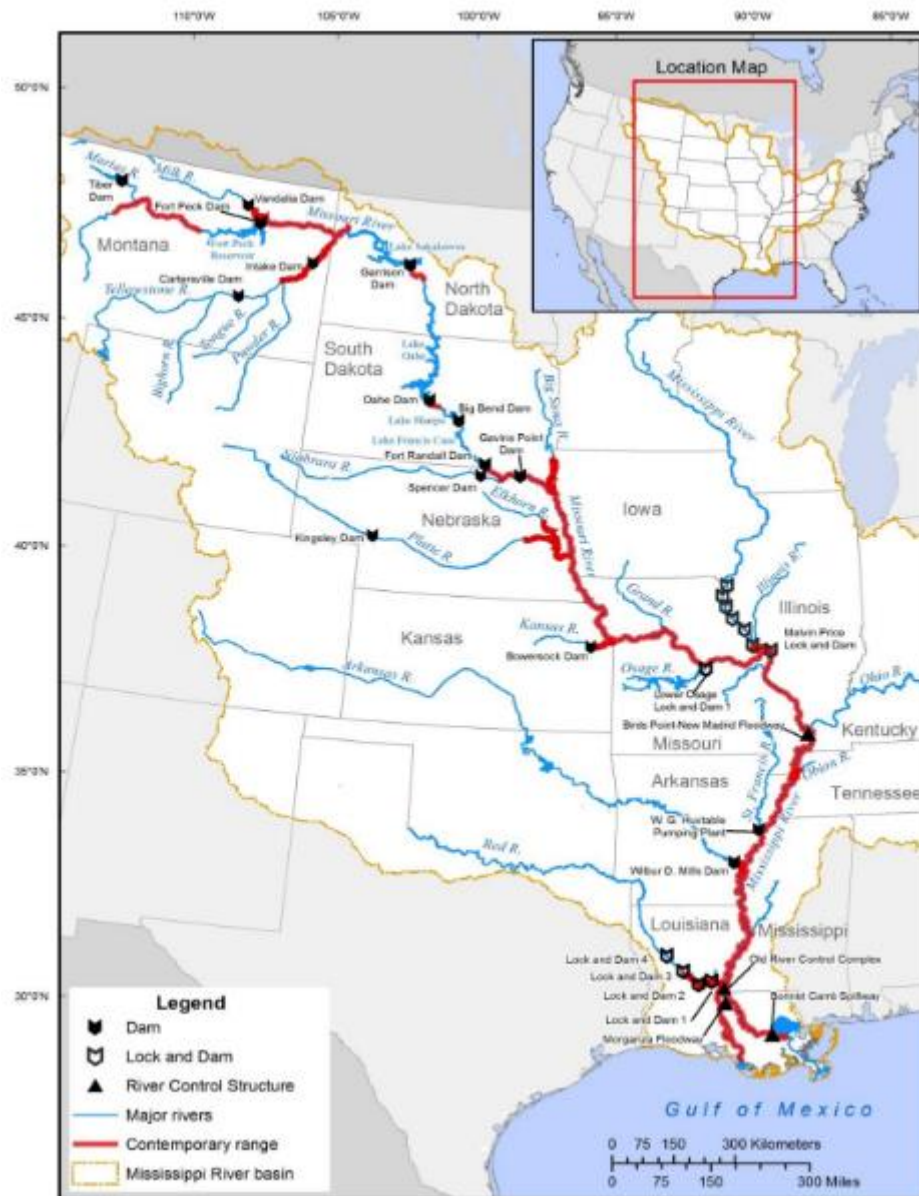 110°0'W
105°0'W
100°0'W
95°0'W
90°0'W
85°0'W
50°0'N
45°0'N
40°0'N
35°0'N
30°0'N
Location Map
Marias R.
Milk R.
Tiber
Dam
Vandalia Dam
Fort Peck Dam
Missouri River
Fort Peck
Reservoir
Montana
Lake Sakakawea
Intake Dam
Garrison
Dam
North
Dakota
Cartersville Dam
Yellowstone R.
Tongue R.
Powder R.
Bighorn R.
South
Dakota
Lake
Oahe
Big Sioux R.
Mississippi River
Oahe Dam
Big Bend Dam
Lake Sharpe
Gavins Point
Dam
Lake Francis Case
Fort Randall Dam
Niobrara R.
Spencer Dam
Elkhorn R.
Iowa
Nebraska
Missouri River
Kingsley Dam
Platte R.
Illinois R.
Grand R.
Illinois
Kansas
Kansas R.
Melvin Price
Lock and Dam
Bowersock Dam
Arkansas R.
Osage R.
Ohio R.
Lower Osage
Lock and Dam 1
Birds Point-New Madrid Floodway
Kentucky
Missouri
St. Francis R.
Obion R.
Arkansas
Tennessee
W. G. Huxtable
Pumping Plant
Mississippi River
Red R.
Wilbur D. Mills Dam
Louisiana
Mississippi
Lock and Dam 4
Old River Control Complex
Lock and Dam 3
Bonnet Carré Spillway
Lock and Dam 2
Lock and Dam 1
Morganza Floodway
Legend
Dam
Lock and Dam
River Control Structure
Major rivers
Contemporary range
Mississippi River basin
Gulf of Mexico
0 75 150 300 Kilometers
0 75 150 300 Miles